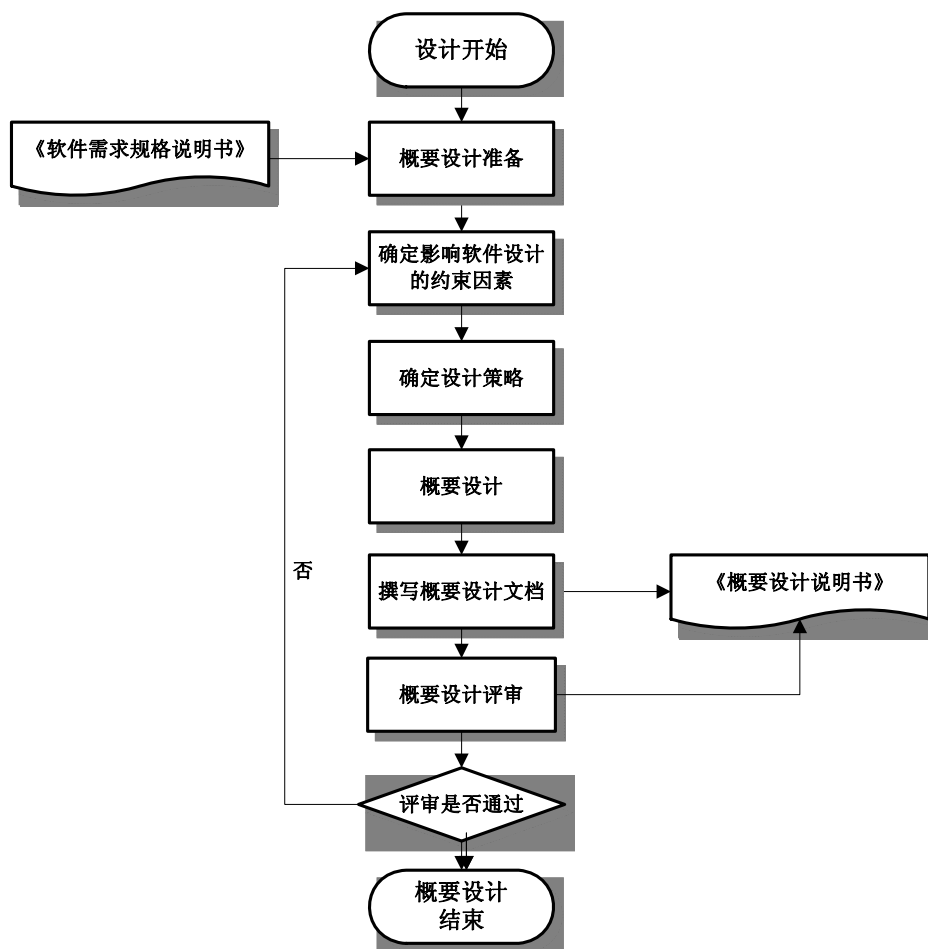 设计开始
《软件需求规格说明书》
概要设计准备
确定影响软件设计
的约束因素
确定设计策略
概要设计
否
撰写概要设计文档
《概要设计说明书》
概要设计评审
评审是否通过
概要设计
结束